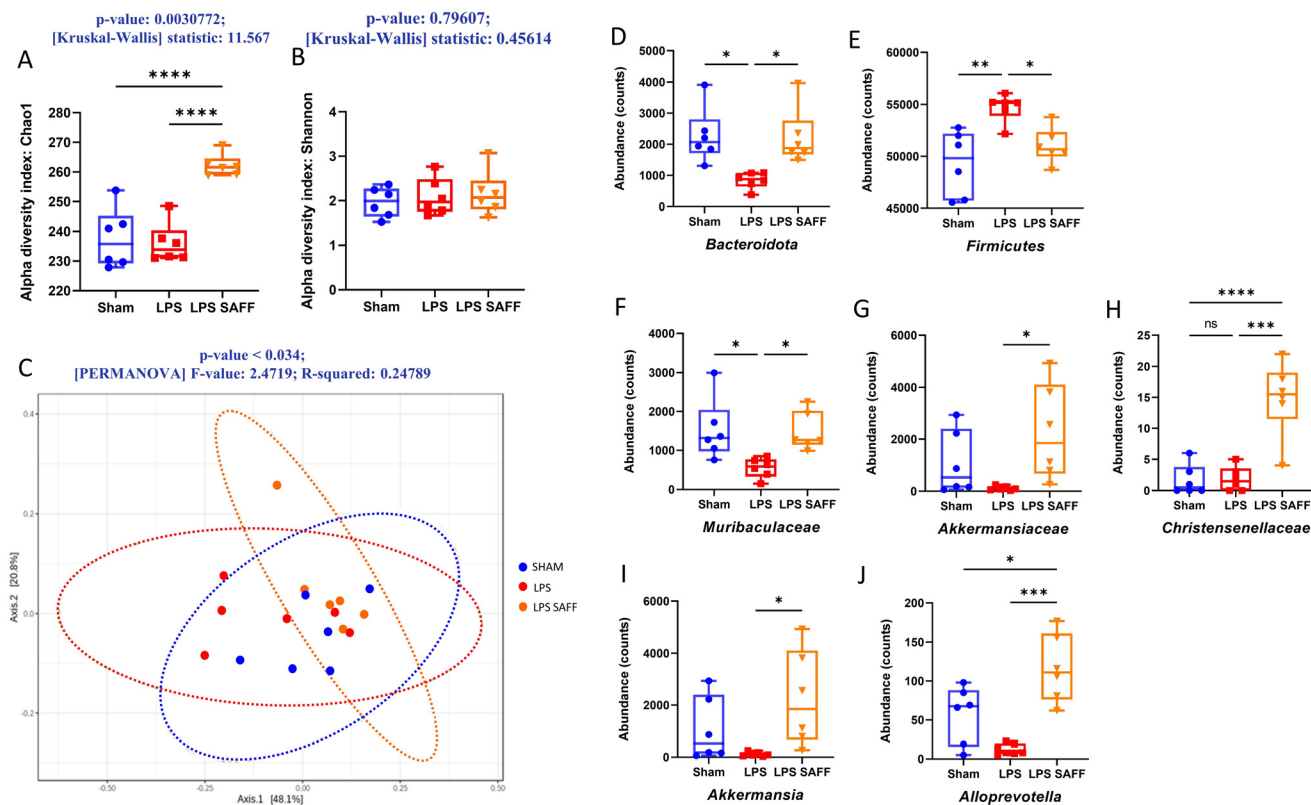 p-value: 0.0030772;
[Kruskal-Wallis] statistic: 11.567
A
****
****
Alpha diversity index: Chao1
280
270
260
250
240
230
220
Sham
LPS
LPS SAFF
p-value: 0.79607;
[Kruskal-Wallis] statistic: 0.45614
B
Alpha diversity index: Shannon
4
3
2
1
0
Sham
LPS
LPS SAFF
C
p-value < 0.034;
[PERMANOVA] F-value: 2.4719; R-squared: 0.24789
Axis.2 [20.8%]
0.4
0.2
0.0
-0.2
-0.50
-0.25
0.00
0.25
0.50
Axis.1 [48.1%]
SHAM
LPS
LPS SAFF
D
*
*
Abundance (counts)
5000
4000
3000
2000
1000
0
Sham
LPS
LPS SAFF
Bacteroidota
E
**
*
Abundance (counts)
60000
55000
50000
45000
Sham
LPS
LPS SAFF
Firmicutes
F
*
*
Abundance (counts)
4000
3000
2000
1000
0
Sham
LPS
LPS SAFF
Muribaculaceae
G
*
Abundance (counts)
6000
4000
2000
0
Sham
LPS
LPS SAFF
Akkermansiaceae
H
****
ns
***
Abundance (counts)
25
20
15
10
5
0
Sham
LPS
LPS SAFF
Christensenellaceae
I
*
Abundance (counts)
6000
4000
2000
0
Sham
LPS
LPS SAFF
Akkermansia
J
*
***
Abundance (counts)
200
150
100
50
0
Sham
LPS
LPS SAFF
Alloprevotella